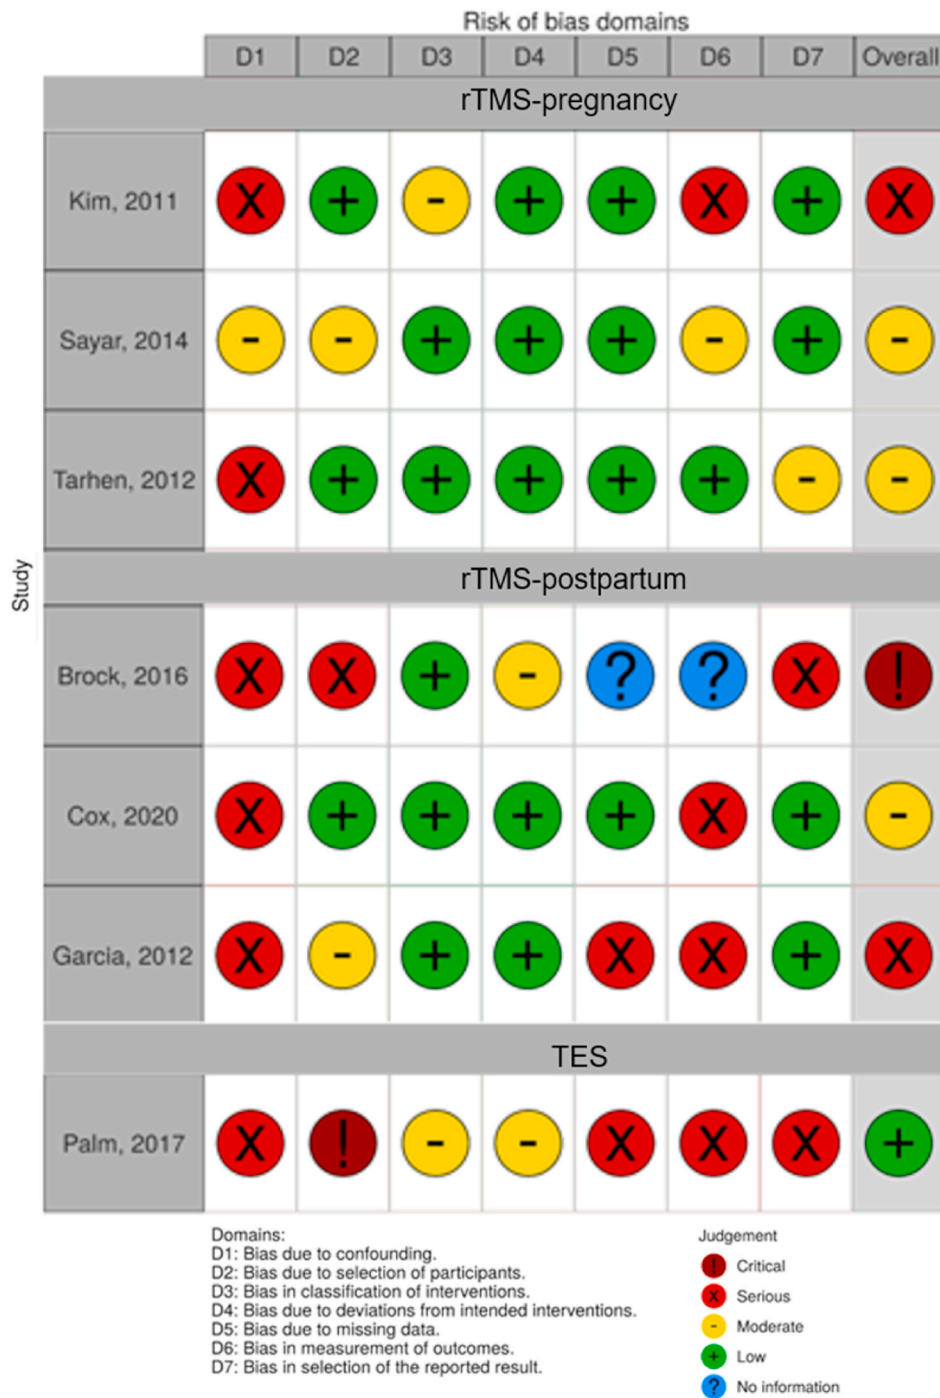 Risk of bias domains
D1 D2 D3 D4 D5 D6 D7 Overall
rTMS-pregnancy
Kim, 2011 X + - + + X + X
Sayar, 2014 - - + + + - + -
Tarhen, 2012 X + + + + + - -
Study
rTMS-postpartum
Brock, 2016 X X + - ? ? X !
Cox, 2020 X + + + + X + -
Garcia, 2012 X - + + X X + X
TES
Palm, 2017 X ! - - X X X +
Domains:
D1: Bias due to confounding.
D2: Bias due to selection of participants.
D3: Bias in classification of interventions.
D4: Bias due to deviations from intended interventions.
D5: Bias due to missing data.
D6: Bias in measurement of outcomes.
D7: Bias in selection of the reported result.
Judgement
! Critical
X Serious
- Moderate
+ Low
? No information